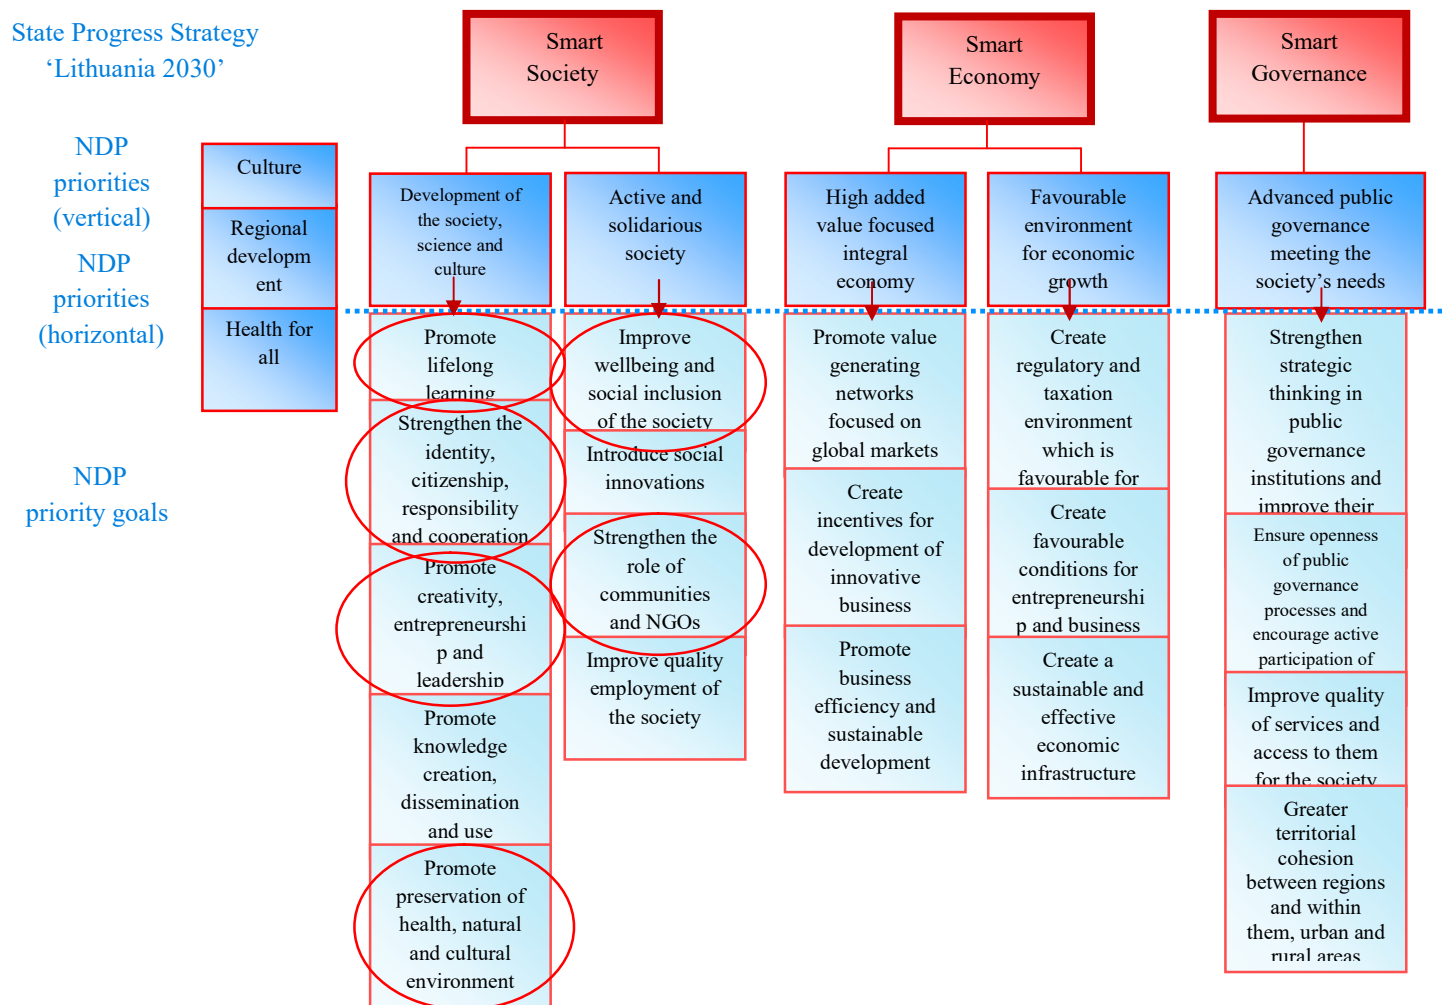 State Progress Strategy
‘Lithuania 2030’
Smart
Society
Smart
Economy
Smart
Governance
NDP
priorities
(vertical)
NDP
priorities
(horizontal)
Culture
Regional
developm
ent
Health for
all
Development of
the society,
science and
culture
Active and
solidarious
society
High added
value focused
integral
economy
Favourable
environment
for economic
growth
Advanced public
governance
meeting the
society’s needs
NDP
priority goals
Promote
lifelong
learning
Strengthen the
identity,
citizenship,
responsibility
and cooperation
Promote
creativity,
entrepreneurshi
p and
leadership
Promote
knowledge
creation,
dissemination
and use
Promote
preservation of
health, natural
and cultural
environment
Improve
wellbeing and
social inclusion
of the society
Introduce social
innovations
Strengthen the
role of
communities
and NGOs
Improve quality
employment of
the society
Promote value
generating
networks
focused on
global markets
Create
incentives for
development of
innovative
business
Promote
business
efficiency and
sustainable
development
Create
regulatory and
taxation
environment
which is
favourable for
Create
favourable
conditions for
entrepreneurshi
p and business
Create a
sustainable and
effective
economic
infrastructure
Strengthen
strategic
thinking in
public
governance
institutions and
improve their
Ensure openness
of public
governance
processes and
encourage active
participation of
Improve quality
of services and
access to them
for the society
Greater
territorial
cohesion
between regions
and within
them, urban and
rural areas